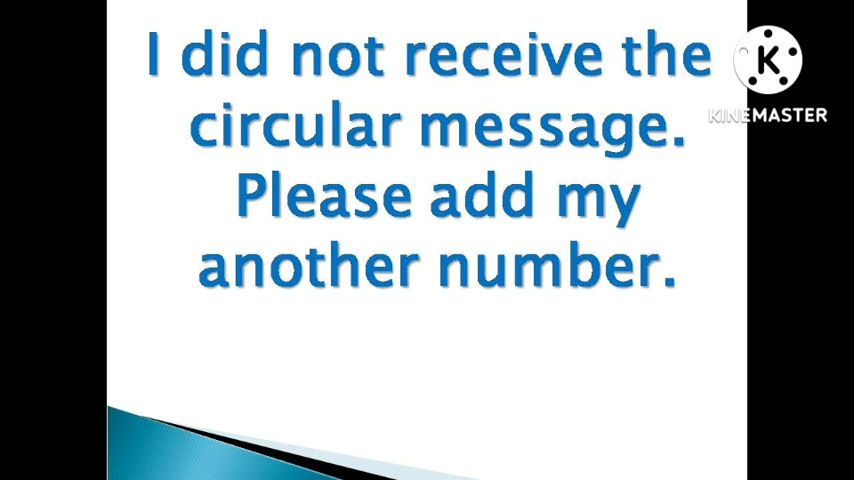 I did not receive the
circular message.
Please add my
another number.
K
KINEMASTER